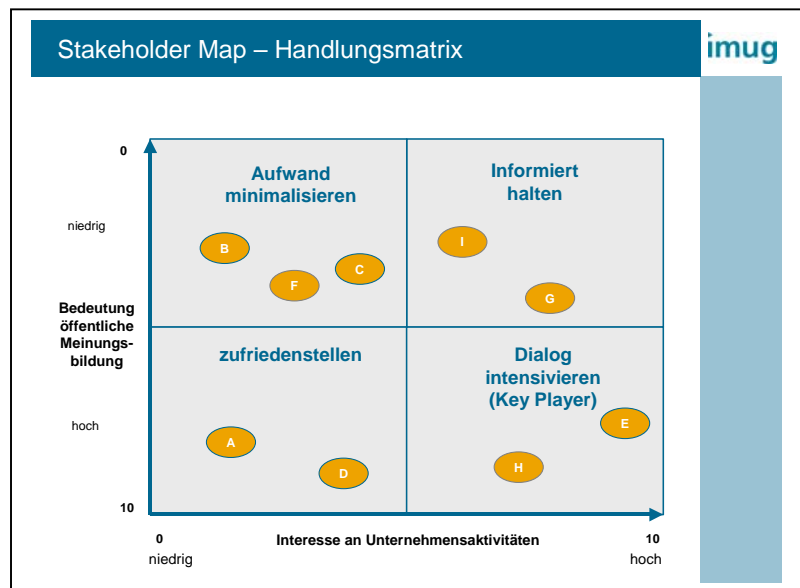 Stakeholder Map – Handlungsmatrix
imug
0
niedrig
Bedeutung
öffentliche
Meinungs-
bildung
hoch
10
Aufwand
minimalisieren
B
F
C
Informiert
halten
I
G
zufriedenstellen
A
D
Dialog
intensivieren
(Key Player)
E
H
0
niedrig
Interesse an Unternehmensaktivitäten
10
hoch